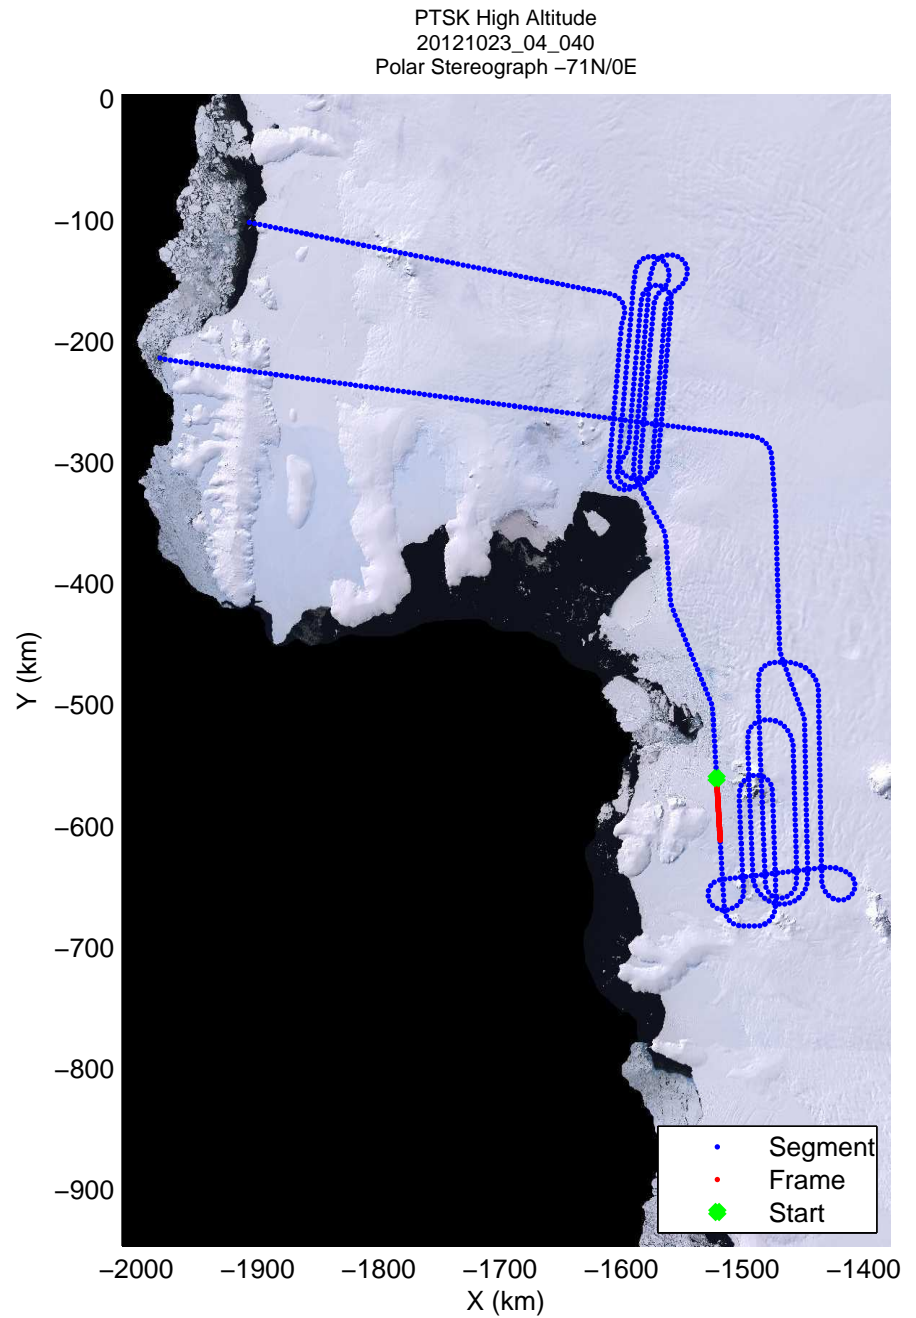 PTSK High Altitude
20121023_04_040
Polar Stereograph −71N/0E
0
−100
−200
−300
−400
−500
−600
−700
−800
−900
Y (km)
Segment
Frame
Start
−2000 −1900 −1800 −1700 −1600 −1500 −1400
X (km)